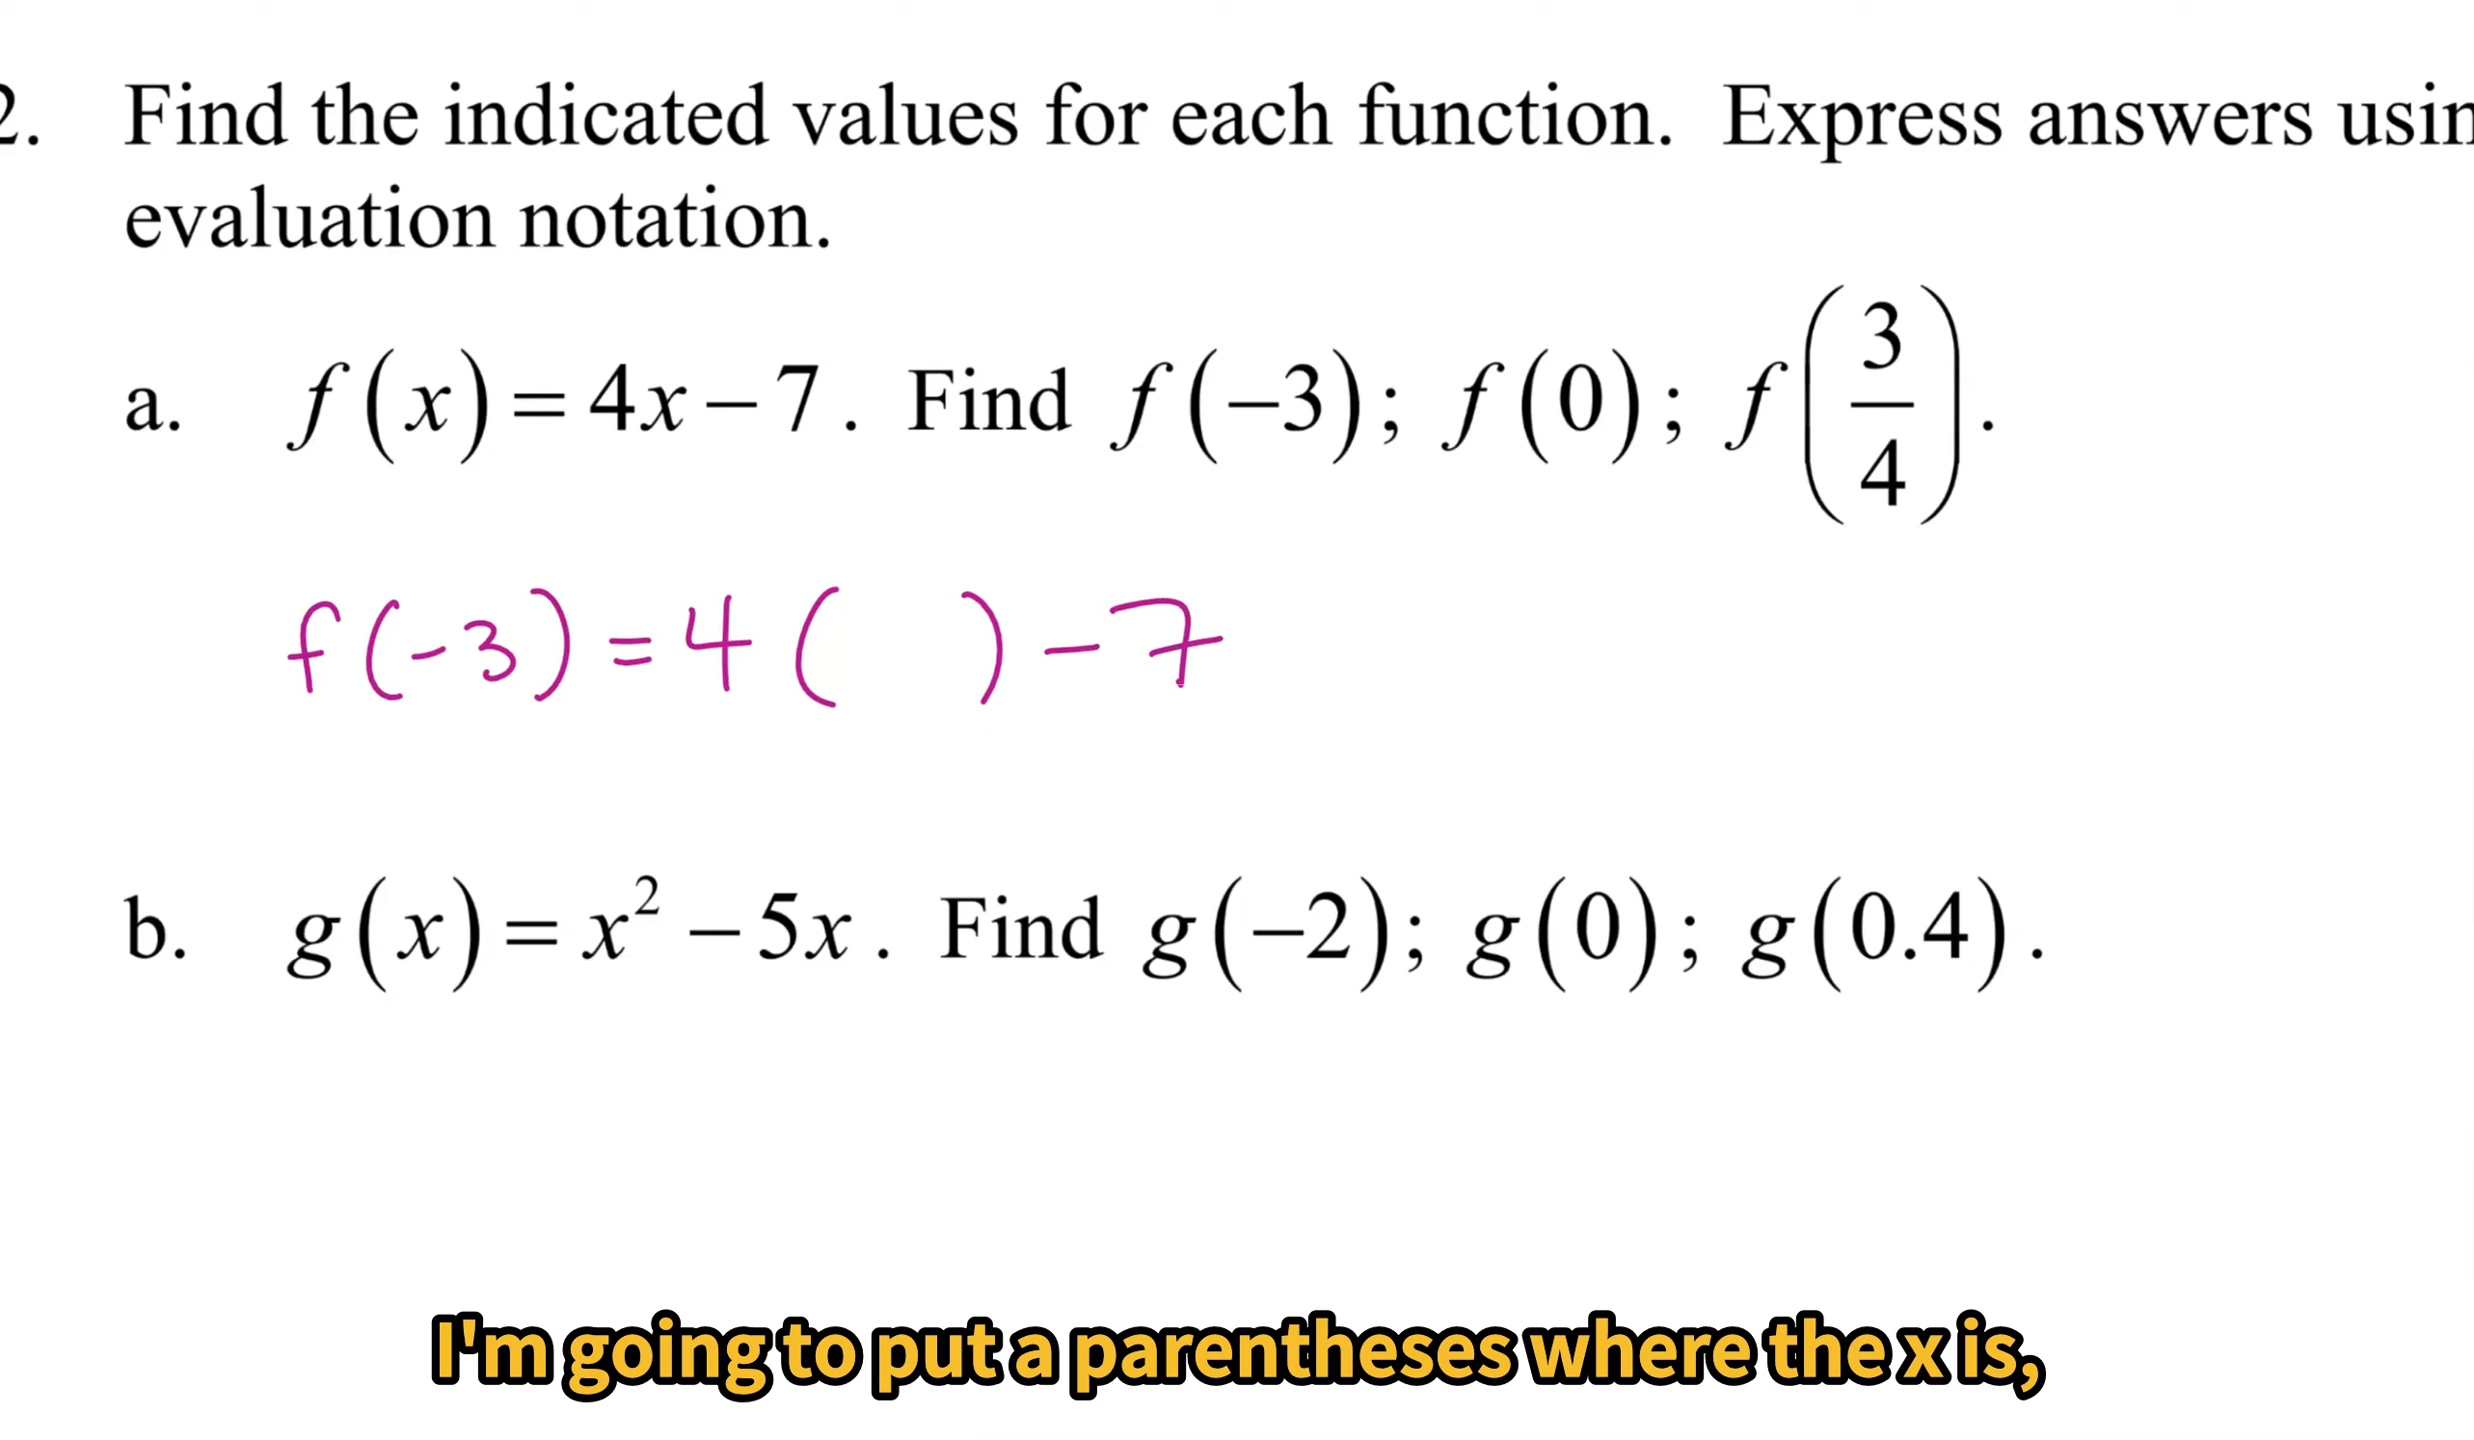 2. Find the indicated values for each function. Express answers usin
evaluation notation.
a. f(x) = 4x − 7. Find f(−3); f(0); f(3/4).
f(-3) = 4( ) - 7
b. g(x) = x² − 5x. Find g(−2); g(0); g(0.4).
I'm going to put a parentheses where the x is,